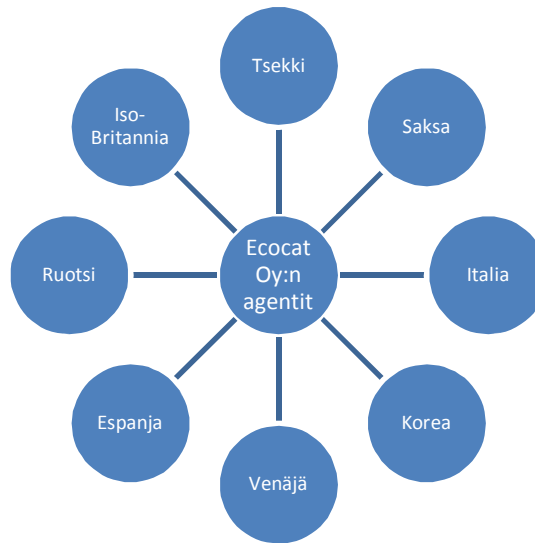 Tsekki
Iso-
Britannia
Saksa
Ecocat
Oy:n
agentit
Ruotsi
Italia
Espanja
Korea
Venäjä